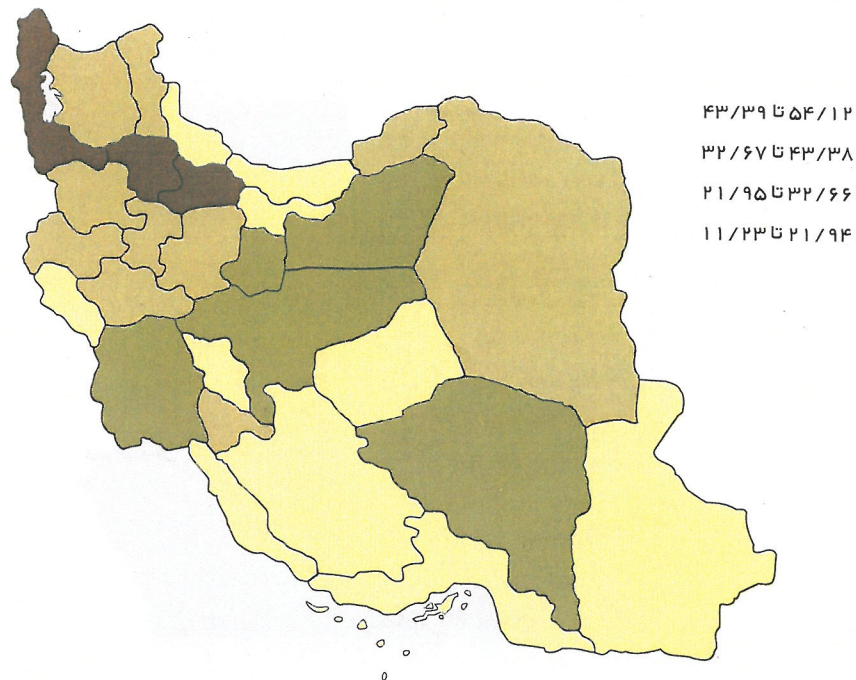 ۴۳/۳۹ تا ۵۴/۱۲
۳۲/۶۷ تا ۴۳/۳۸
۲۱/۹۵ تا ۳۲/۶۶
۱۱/۲۳ تا ۲۱/۹۴